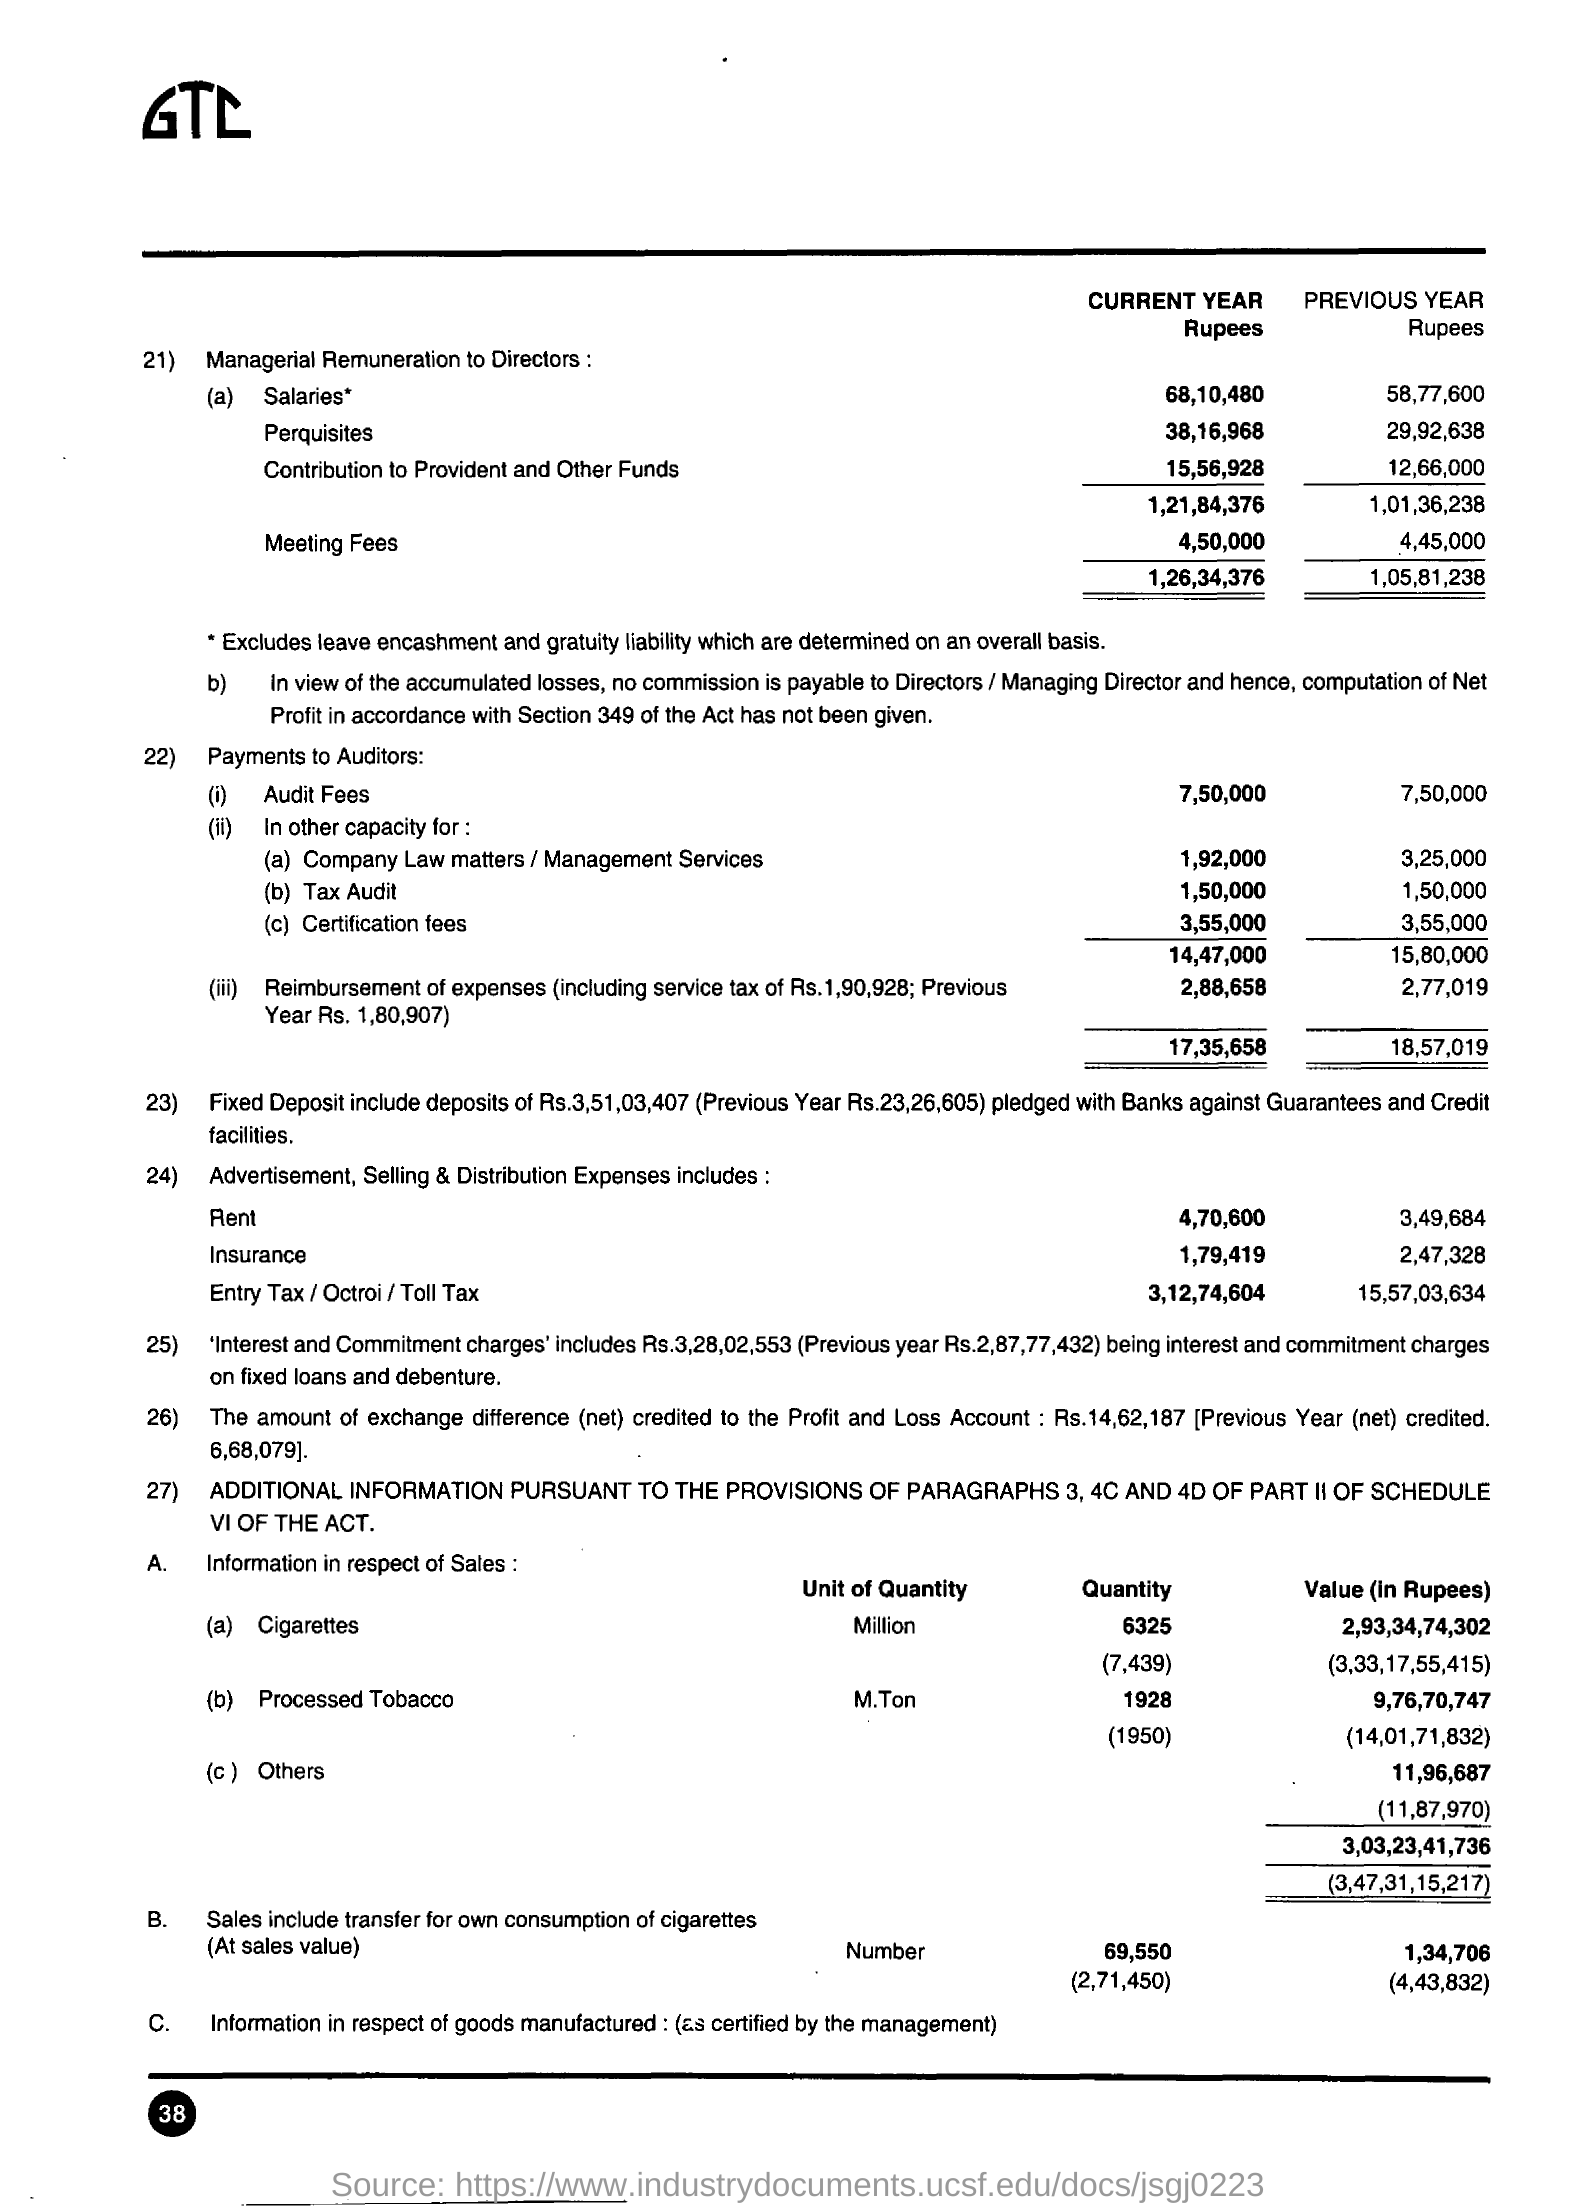 GTC
CURRENT YEAR PREVIOUS YEAR
Rupees Rupees
21) Managerial Remuneration to Directors :
(a) Salaries* 68,10,480 58,77,600
Perquisites 38,16,968 29,92,638
Contribution to Provident and Other Funds 15,56,928 12,66,000
1,21,84,376 1,01,36,238
Meeting Fees 4,50,000 4,45,000
1,26,34,376 1,05,81,238
* Excludes leave encashment and gratuity liability which are determined on an overall basis.
b) In view of the accumulated losses, no commission is payable to Directors / Managing Director and hence, computation of Net
Profit in accordance with Section 349 of the Act has not been given.
22) Payments to Auditors:
(i) Audit Fees 7,50,000 7,50,000
(ii) In other capacity for :
(a) Company Law matters / Management Services 1,92,000 3,25,000
(b) Tax Audit 1,50,000 1,50,000
(c) Certification fees 3,55,000 3,55,000
14,47,000 15,80,000
(iii) Reimbursement of expenses (including service tax of Rs.1,90,928; Previous 2,88,658 2,77,019
Year Rs. 1,80,907)
17,35,658 18,57,019
23) Fixed Deposit include deposits of Rs.3,51,03,407 (Previous Year Rs.23,26,605) pledged with Banks against Guarantees and Credit
facilities.
24) Advertisement, Selling & Distribution Expenses includes :
Rent 4,70,600 3,49,684
Insurance 1,79,419 2,47,328
Entry Tax / Octroi / Toll Tax 3,12,74,604 15,57,03,634
25) 'Interest and Commitment charges' includes Rs.3,28,02,553 (Previous year Rs.2,87,77,432) being interest and commitment charges
on fixed loans and debenture.
26) The amount of exchange difference (net) credited to the Profit and Loss Account : Rs.14,62,187 [Previous Year (net) credited.
6,68,079].
27) ADDITIONAL INFORMATION PURSUANT TO THE PROVISIONS OF PARAGRAPHS 3, 4C AND 4D OF PART II OF SCHEDULE
VI OF THE ACT.
A. Information in respect of Sales :
Unit of Quantity Quantity Value (in Rupees)
(a) Cigarettes Million 6325 2,93,34,74,302
(7,439) (3,33,17,55,415)
(b) Processed Tobacco M.Ton 1928 9,76,70,747
(1950) (14,01,71,832)
(c ) Others 11,96,687
(11,87,970)
3,03,23,41,736
(3,47,31,15,217)
B. Sales include transfer for own consumption of cigarettes
(At sales value) Number 69,550 1,34,706
(2,71,450) (4,43,832)
C. Information in respect of goods manufactured : (as certified by the management)
38
Source: https://www.industrydocuments.ucsf.edu/docs/jsgj0223